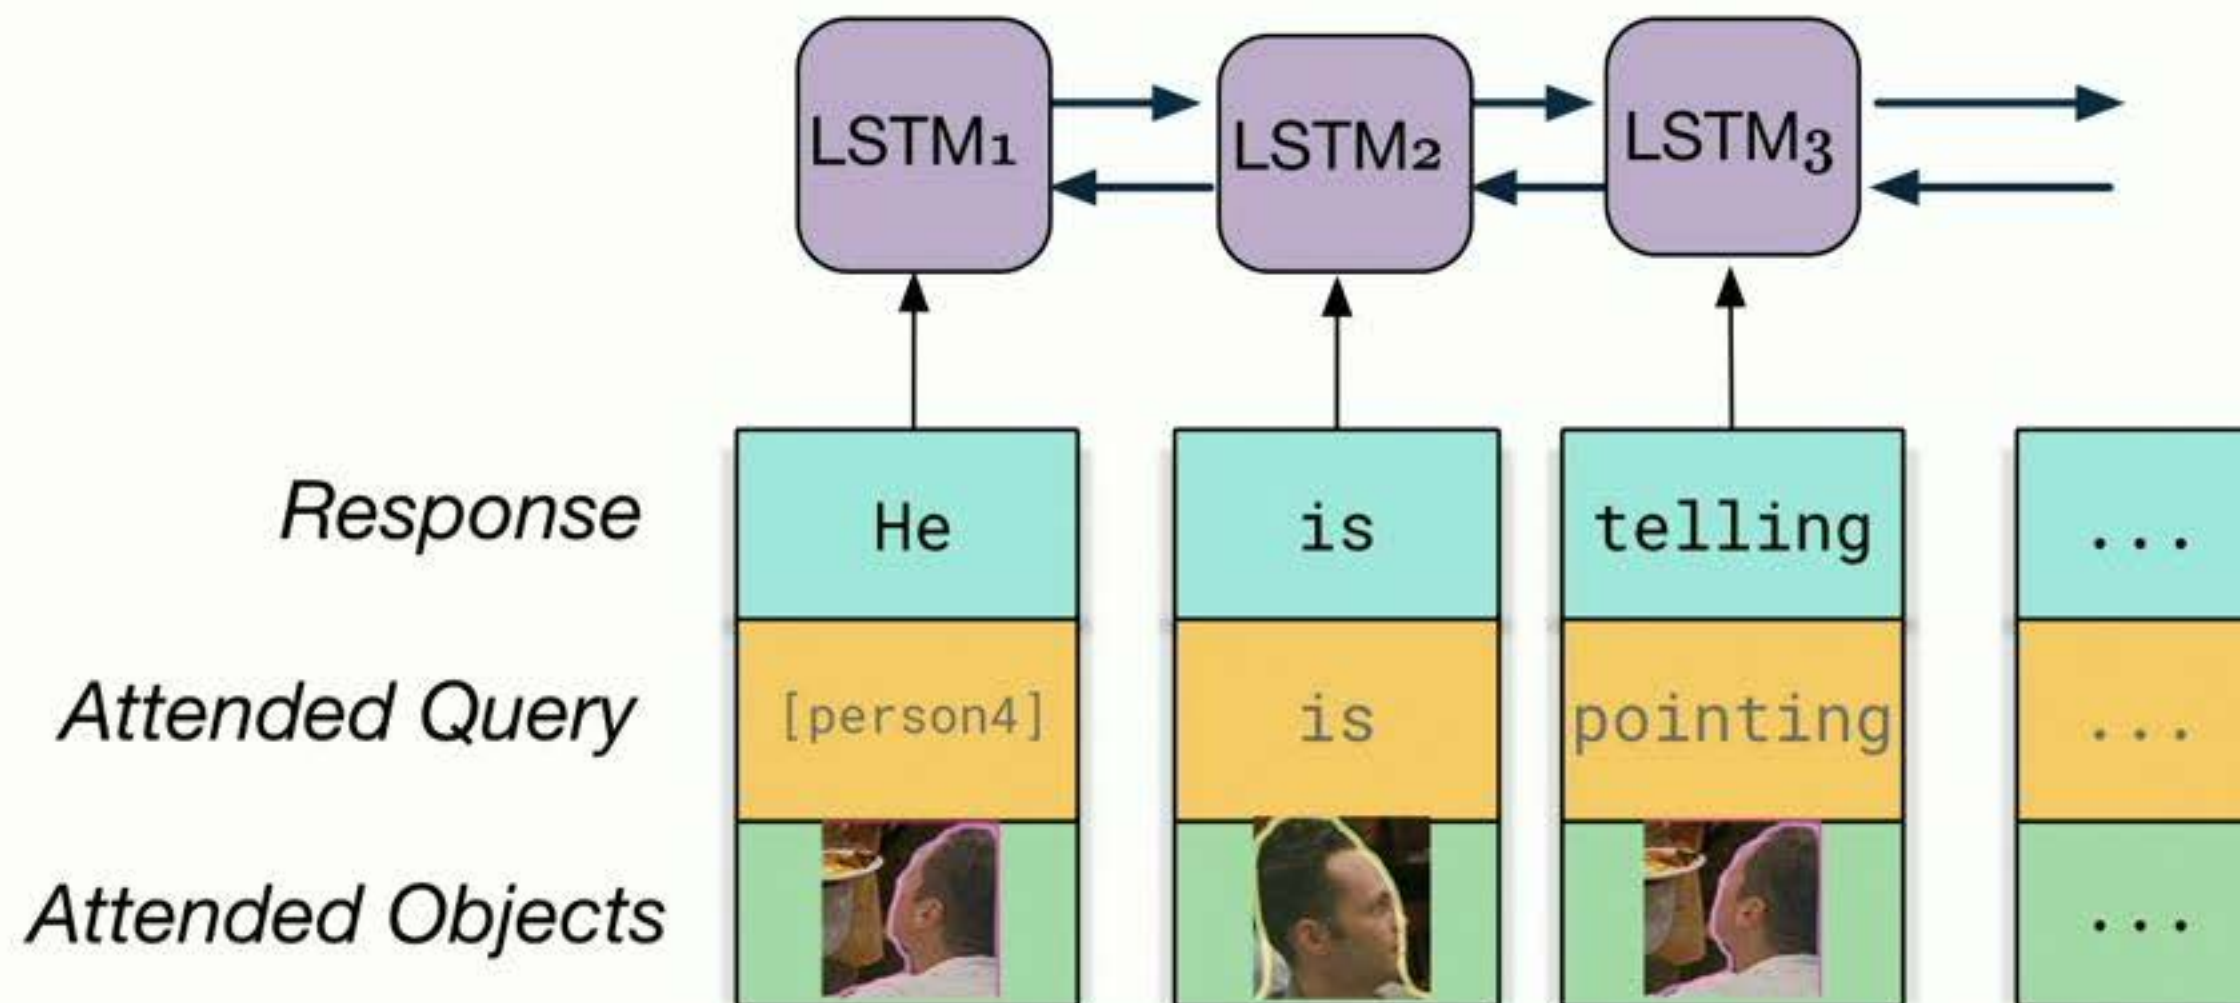 LSTM1 LSTM2 LSTM3
Response He is telling ...
Attended Query [person4] is pointing ...
Attended Objects ...